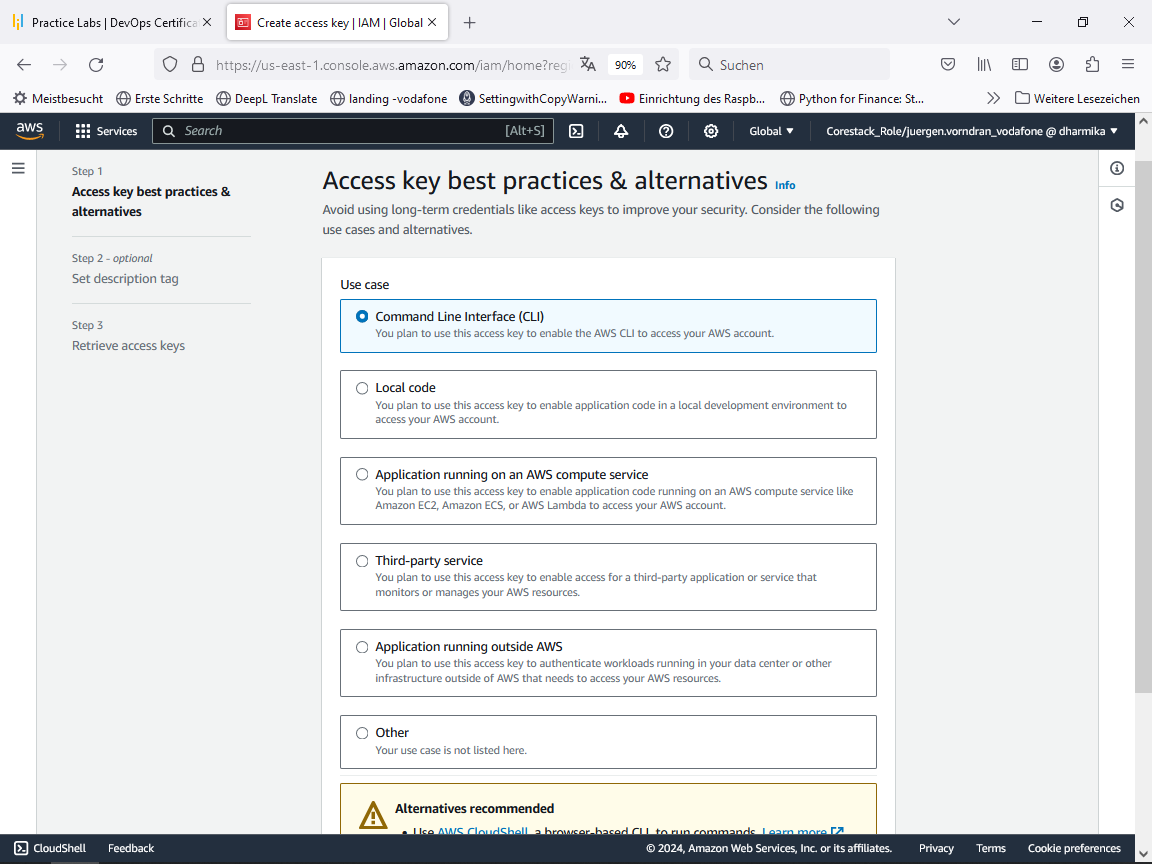 Practice Labs | DevOps Certifica
Create access key | IAM | Global
https://us-east-1.console.aws.amazon.com/iam/home?regi
90%
Suchen
Meistbesucht
Erste Schritte
DeepL Translate
landing -vodafone
SettingwithCopyWarni...
Einrichtung des Raspb...
Python for Finance: St...
Weitere Lesezeichen
aws
Services
Search
[Alt+S]
Global
Corestack_Role/juergen.vorndran_vodafone @ dharmika
Step 1
Access key best practices &
alternatives
Step 2 - optional
Set description tag
Step 3
Retrieve access keys
Access key best practices & alternatives Info
Avoid using long-term credentials like access keys to improve your security. Consider the following
use cases and alternatives.
Use case
Command Line Interface (CLI)
You plan to use this access key to enable the AWS CLI to access your AWS account.
Local code
You plan to use this access key to enable application code in a local development environment to
access your AWS account.
Application running on an AWS compute service
You plan to use this access key to enable application code running on an AWS compute service like
Amazon EC2, Amazon ECS, or AWS Lambda to access your AWS account.
Third-party service
You plan to use this access key to enable access for a third-party application or service that
monitors or manages your AWS resources.
Application running outside AWS
You plan to use this access key to authenticate workloads running in your data center or other
infrastructure outside of AWS that needs to access your AWS resources.
Other
Your use case is not listed here.
Alternatives recommended
• Use AWS CloudShell, a browser-based CLI, to run commands. Learn more
CloudShell
Feedback
© 2024, Amazon Web Services, Inc. or its affiliates.
Privacy
Terms
Cookie preferences